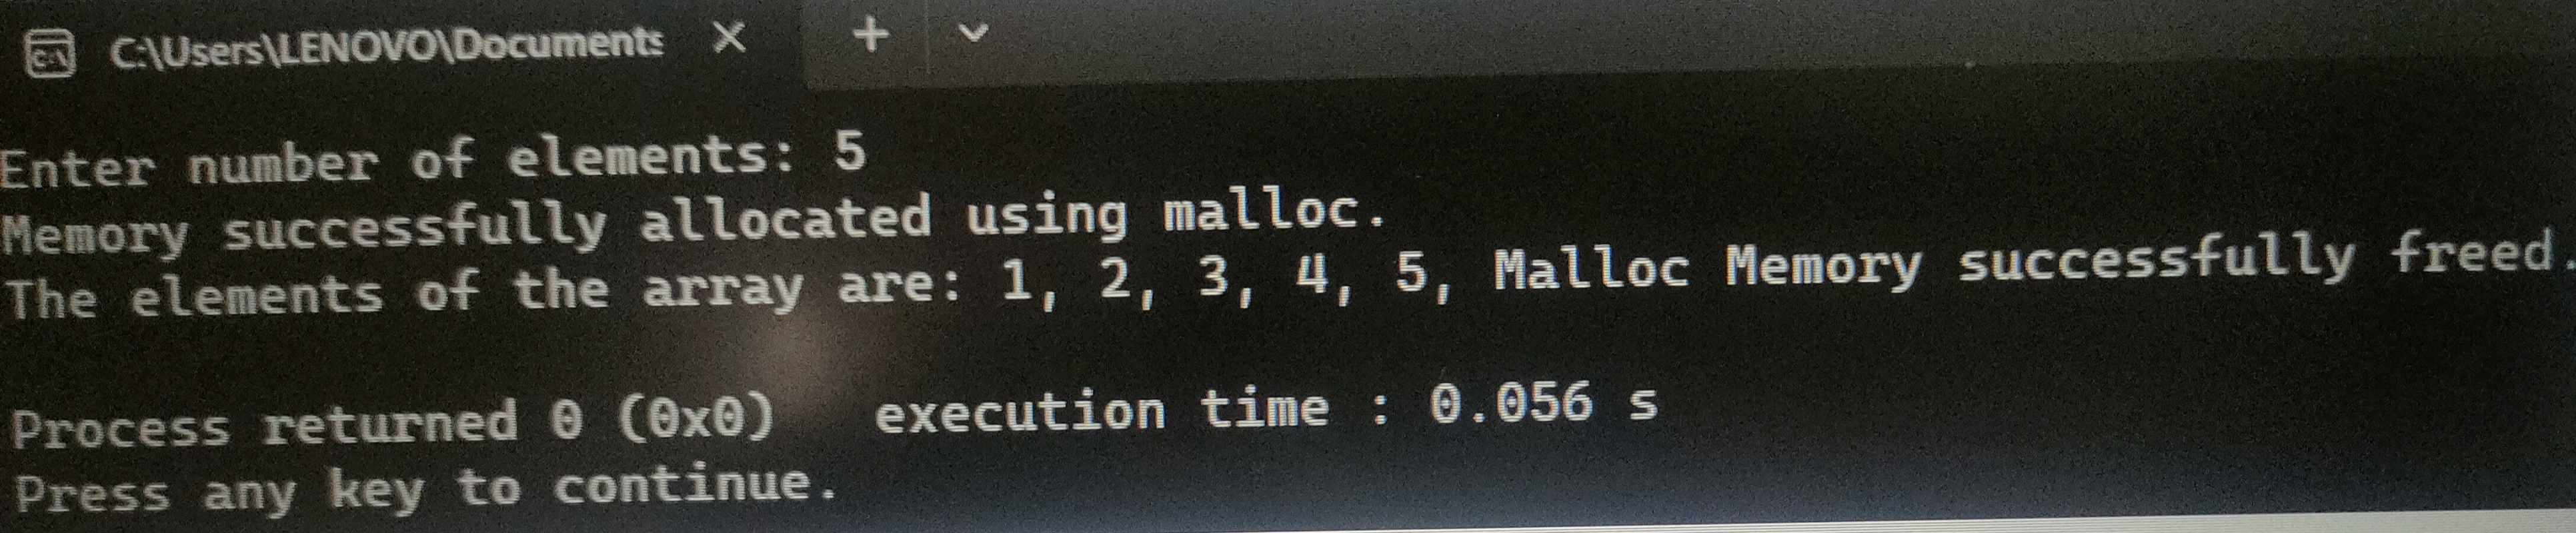 C:\Users\LENOVO\Documents
Enter number of elements: 5
Memory successfully allocated using malloc.
The elements of the array are: 1, 2, 3, 4, 5, Malloc Memory successfully freed.
Process returned 0 (0x0)   execution time : 0.056 s
Press any key to continue.